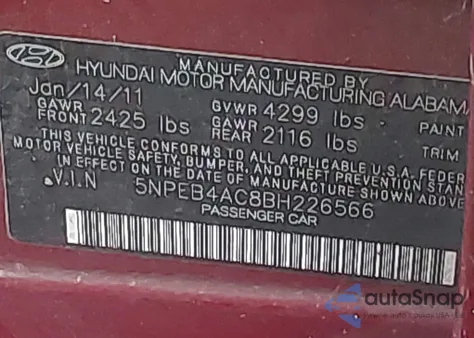 MANUFACTURED BY
HYUNDAI MOTOR MANUFACTURING ALABAMA
Jan/14/11 GVWR 4299 lbs PAINT
GAWR FRONT 2425 lbs GAWR REAR 2116 lbs TRIM
THIS VEHICLE CONFORMS TO ALL APPLICABLE U.S.A. FEDER
MOTOR VEHICLE SAFETY, BUMPER, AND THEFT PREVENTION STAN
IN EFFECT ON THE DATE OF MANUFACTURE SHOWN ABOVE
V.I.N 5NPEB4AC8BH226566
PASSENGER CAR
autoSnap